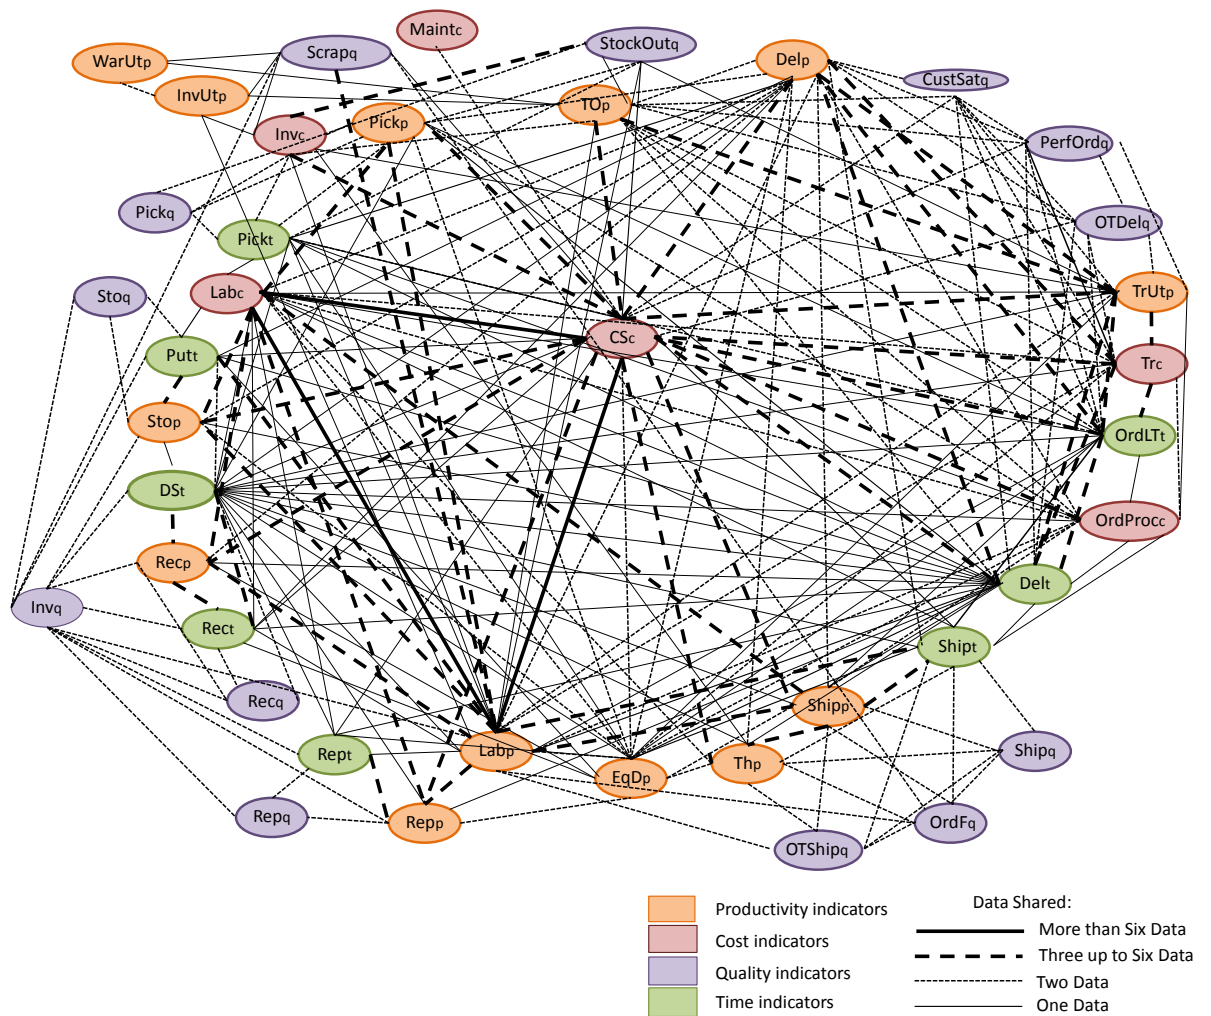 Maintc
Scrapq
StockOutq
WarUtp
Delp
CustSatq
InvUtp
TOp
Invc
Pickp
PerfOrdq
Pickq
OTDelq
Pickt
Stoq
Labc
TrUtp
CSc
Putt
Trc
Stop
OrdLTt
DSt
OrdProcc
Recp
Delt
Invq
Rect
Shipt
Recq
Shipp
Rept
Labp
Shipq
EqDp
Thp
Repq
Repp
OrdFq
OTShipq
Productivity indicators
Cost indicators
Quality indicators
Time indicators
Data Shared:
More than Six Data
Three up to Six Data
Two Data
One Data